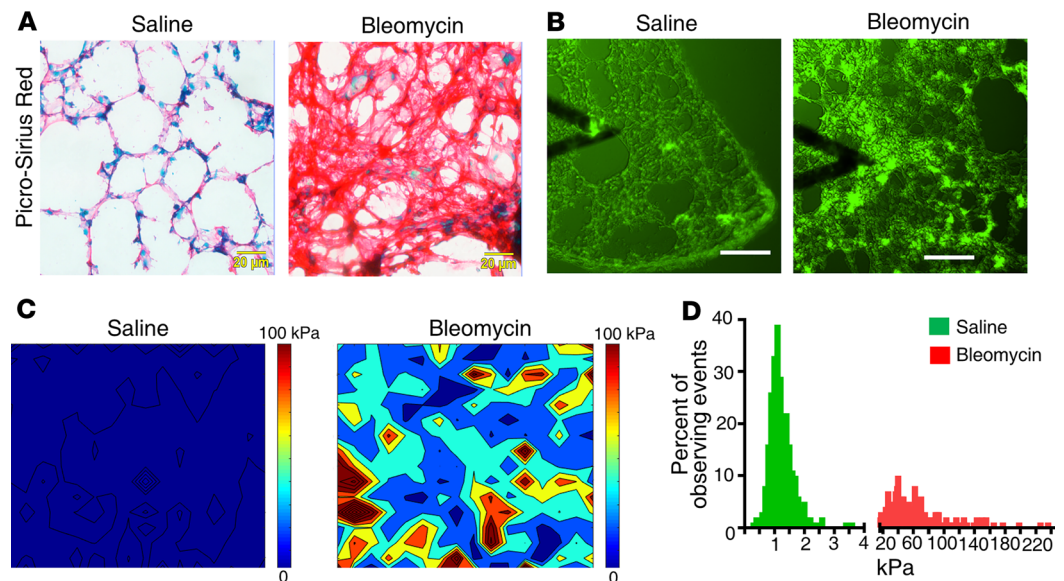 A
Saline
Bleomycin
Picro-Sirius Red
20 µm
20 µm
B
Saline
Bleomycin
C
Saline
100 kPa
0
Bleomycin
100 kPa
0
D
Saline
Bleomycin
Percent of
observing events
40
30
20
10
0
1 2 3 4
20 60 100 140 180 220
kPa